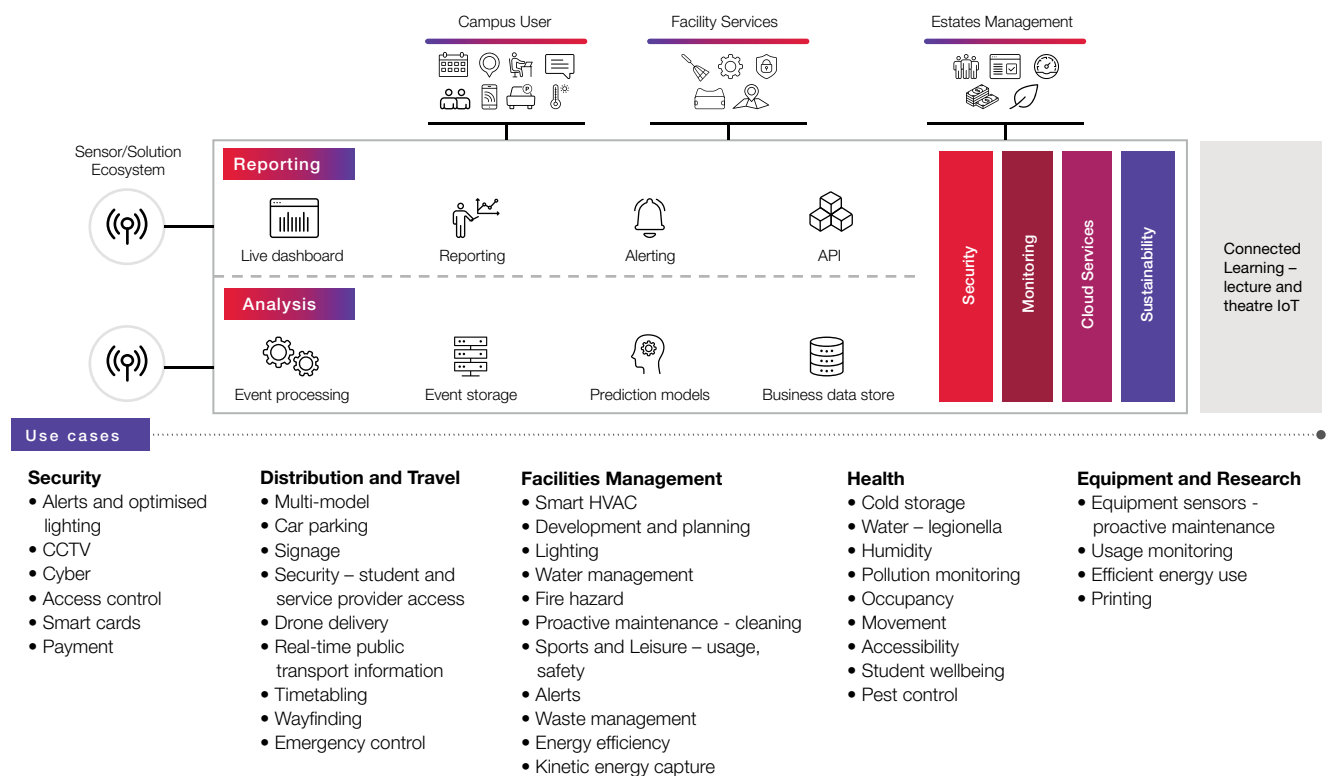 Campus User
Facility Services
Estates Management
Sensor/Solution
Ecosystem
Reporting
Live dashboard
Reporting
Alerting
API
Analysis
Event processing
Event storage
Prediction models
Business data store
Security
Monitoring
Cloud Services
Sustainability
Connected
Learning –
lecture and
theatre IoT
Use cases
Security
• Alerts and optimised
lighting
• CCTV
• Cyber
• Access control
• Smart cards
• Payment
Distribution and Travel
• Multi-model
• Car parking
• Signage
• Security – student and
service provider access
• Drone delivery
• Real-time public
transport information
• Timetabling
• Wayfinding
• Emergency control
Facilities Management
• Smart HVAC
• Development and planning
• Lighting
• Water management
• Fire hazard
• Proactive maintenance - cleaning
• Sports and Leisure – usage,
safety
• Alerts
• Waste management
• Energy efficiency
• Kinetic energy capture
Health
• Cold storage
• Water – legionella
• Humidity
• Pollution monitoring
• Occupancy
• Movement
• Accessibility
• Student wellbeing
• Pest control
Equipment and Research
• Equipment sensors -
proactive maintenance
• Usage monitoring
• Efficient energy use
• Printing